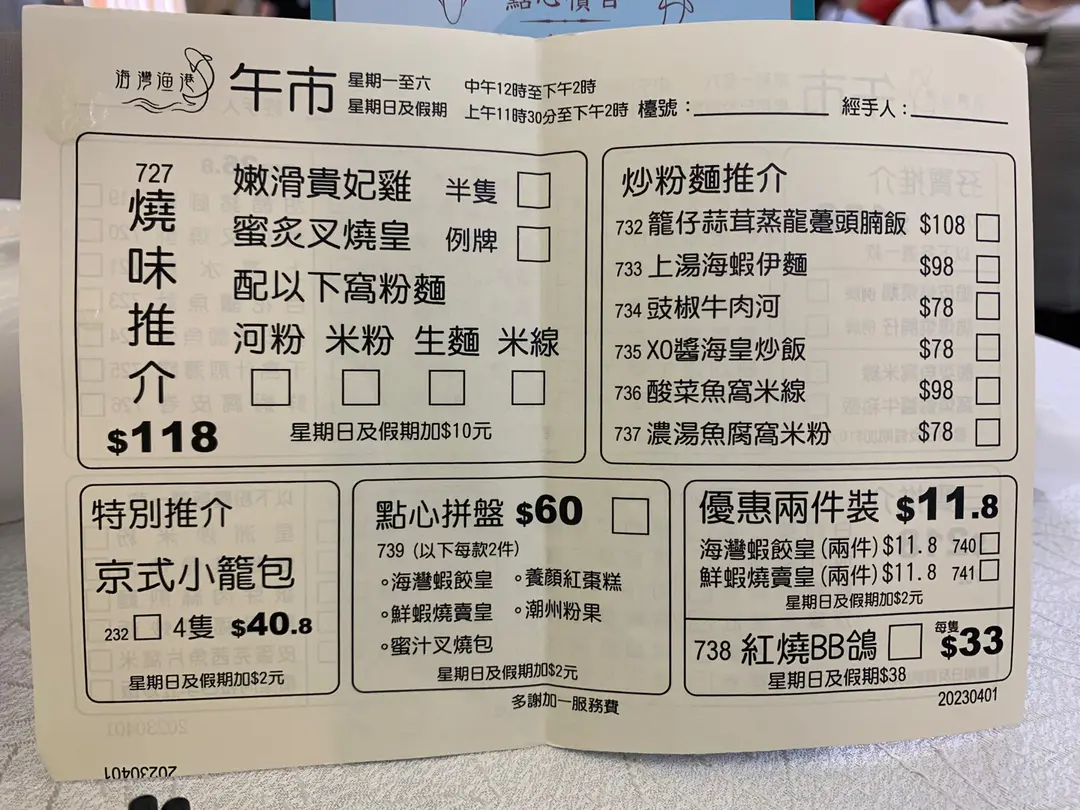 點心價目
海灣漁港
午市
星期一至六 中午12時至下午2時
星期日及假期 上午11時30分至下午2時
檯號：
經手人：
727
燒味推介
$118
嫩滑貴妃雞 半隻
蜜炙叉燒皇 例牌
配以下窩粉麵
河粉 米粉 生麵 米線
星期日及假期加$10元
炒粉麵推介
732 籠仔蒜茸蒸龍躉頭腩飯 $108
733 上湯海蝦伊麵 $98
734 豉椒牛肉河 $78
735 XO醬海皇炒飯 $78
736 酸菜魚窩米線 $98
737 濃湯魚腐窩米粉 $78
特別推介
京式小籠包
232 4隻 $40.8
星期日及假期加$2元
點心拼盤 $60
739 (以下每款2件)
◦海灣蝦餃皇 ◦養顏紅棗糕
◦鮮蝦燒賣皇 ◦潮州粉果
◦蜜汁叉燒包
星期日及假期加$2元
優惠兩件裝 $11.8
海灣蝦餃皇(兩件)$11.8 740
鮮蝦燒賣皇(兩件)$11.8 741
星期日及假期加$2元
738 紅燒BB鴿 每隻 $33
星期日及假期$38
多謝加一服務費
20230401
20230401